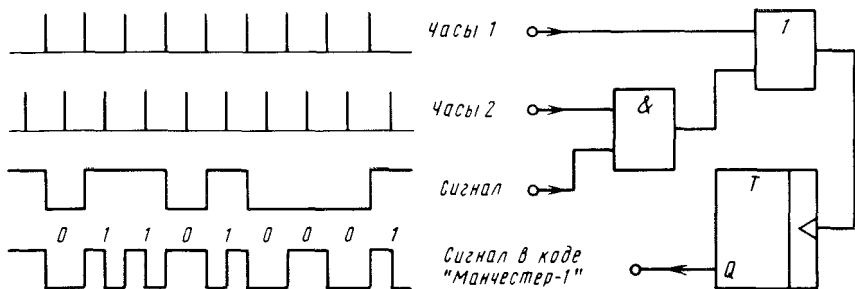 Часы 1
1
Часы 2
&
Сигнал
T
0 1 1 0 1 0 0 0 1
Сигнал в коде
"Манчестер-1"
Q